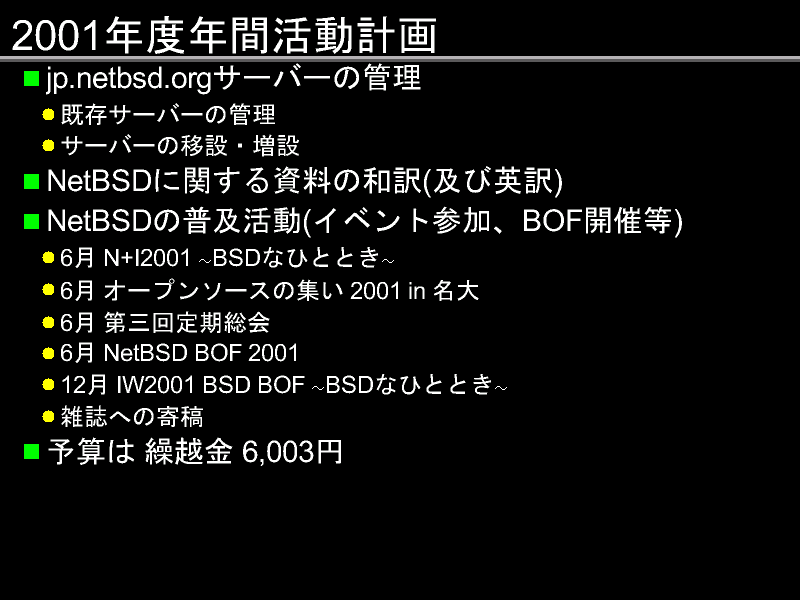 2001年度年間活動計画
jp.netbsd.orgサーバーの管理
既存サーバーの管理
サーバーの移設・増設
NetBSDに関する資料の和訳(及び英訳)
NetBSDの普及活動(イベント参加、BOF開催等)
6月 N+I2001 ~BSDなひととき~
6月 オープンソースの集い 2001 in 名大
6月 第三回定期総会
6月 NetBSD BOF 2001
12月 IW2001 BSD BOF ~BSDなひととき~
雑誌への寄稿
予算は 繰越金 6,003円